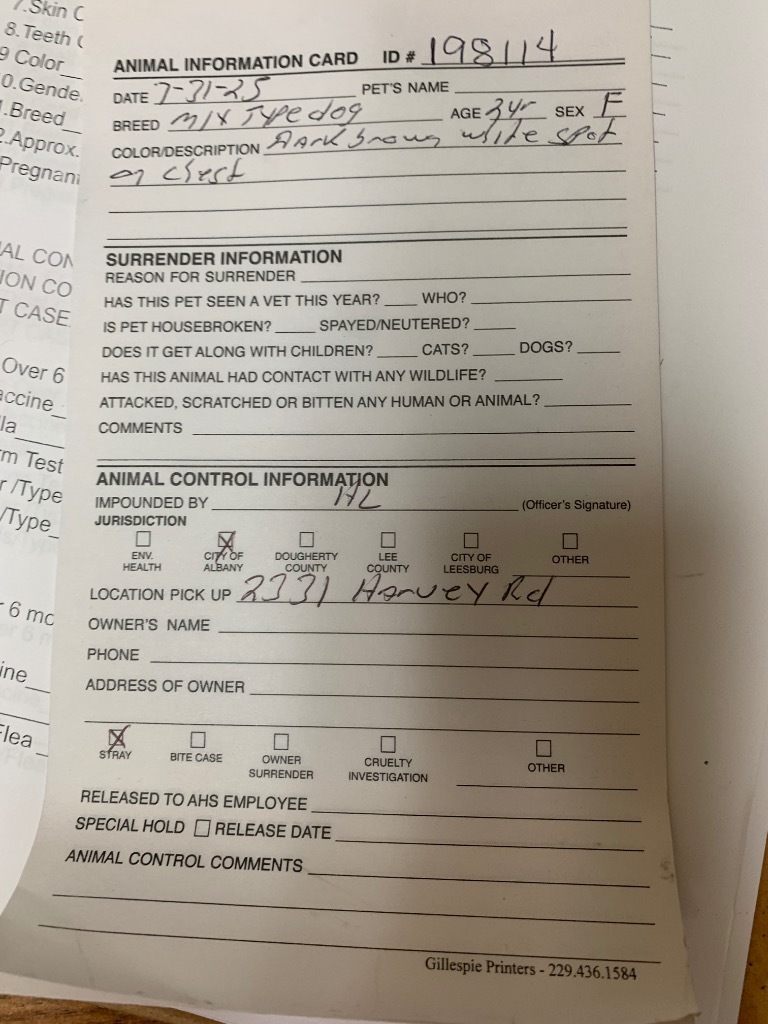 7.Skin C
8. Teeth
9 Color
0.Gende
.Breed
.Approx.
Pregnan
AL CON
ION CO
T CASE
Over 6
accine
la
m Test
r /Type
/Type
6 mo
ine
Flea
ANIMAL INFORMATION CARD ID # 198114
DATE 7-31-25 PET'S NAME
BREED Mix Type dog AGE 3yr SEX F
COLOR/DESCRIPTION Dark brown white spot
on chest
SURRENDER INFORMATION
REASON FOR SURRENDER
HAS THIS PET SEEN A VET THIS YEAR? WHO?
IS PET HOUSEBROKEN? SPAYED/NEUTERED?
DOES IT GET ALONG WITH CHILDREN? CATS? DOGS?
HAS THIS ANIMAL HAD CONTACT WITH ANY WILDLIFE?
ATTACKED, SCRATCHED OR BITTEN ANY HUMAN OR ANIMAL?
COMMENTS
ANIMAL CONTROL INFORMATION
IMPOUNDED BY HL (Officer's Signature)
JURISDICTION
ENV. HEALTH CITY OF ALBANY DOUGHERTY COUNTY LEE COUNTY CITY OF LEESBURG OTHER
LOCATION PICK UP 2331 Harvey Rd
OWNER'S NAME
PHONE
ADDRESS OF OWNER
STRAY BITE CASE OWNER SURRENDER CRUELTY INVESTIGATION OTHER
RELEASED TO AHS EMPLOYEE
SPECIAL HOLD RELEASE DATE
ANIMAL CONTROL COMMENTS
Gillespie Printers - 229.436.1584